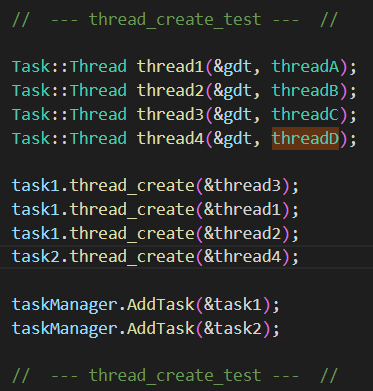 // --- thread_create_test --- //
Task::Thread thread1(&gdt, threadA);
Task::Thread thread2(&gdt, threadB);
Task::Thread thread3(&gdt, threadC);
Task::Thread thread4(&gdt, threadD);
task1.thread_create(&thread3);
task1.thread_create(&thread1);
task1.thread_create(&thread2);
task2.thread_create(&thread4);
taskManager.AddTask(&task1);
taskManager.AddTask(&task2);
// --- thread_create_test --- //